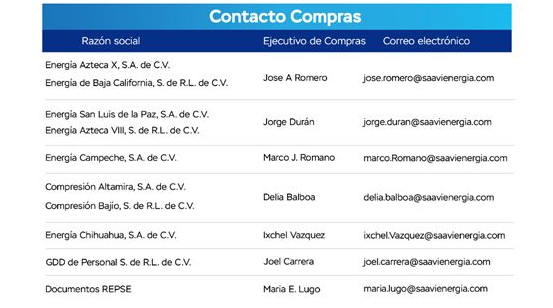 Contacto Compras
Razón social Ejecutivo de Compras Correo electrónico
Energía Azteca X, S.A. de C.V.
Energía de Baja California, S. de R.L. de C.V.
Jose A Romero jose.romero@saavienergia.com
Energía San Luis de la Paz, S.A. de C.V.
Energía Azteca VIII, S. de R.L. de C.V.
Jorge Durán jorge.duran@saavienergia.com
Energía Campeche, S.A. de C.V. Marco J. Romano marco.Romano@saavienergia.com
Compresión Altamira, S.A. de C.V.
Compresión Bajío, S. de R.L. de C.V.
Delia Balboa delia.balboa@saavienergia.com
Energía Chihuahua, S.A. de C.V. Ixchel Vazquez ixchel.Vazquez@saavienergia.com
GDD de Personal S. de R.L. de C.V. Joel Carrera joel.carrera@saavienergia.com
Documentos REPSE Maria E. Lugo maria.lugo@saavienergia.com